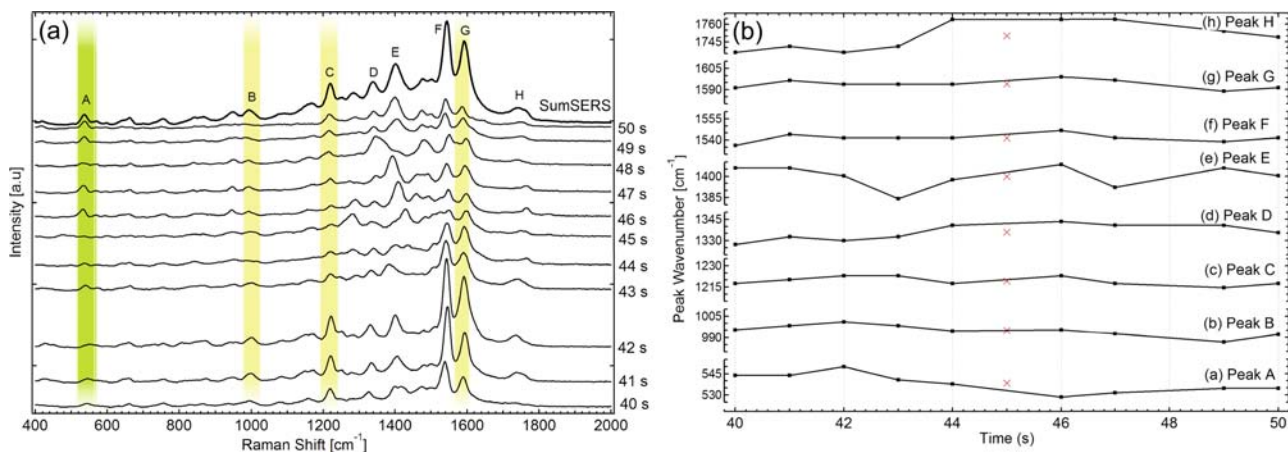 (a)
A
B
C
D
E
F
G
H
SumSERS
50 s
49 s
48 s
47 s
46 s
45 s
44 s
43 s
42 s
41 s
40 s
Intensity [a.u]
400 600 800 1000 1200 1400 1600 1800 2000
Raman Shift [cm⁻¹]
(b)
(h) Peak H
1760
1745
(g) Peak G
1605
1590
(f) Peak F
1555
1540
(e) Peak E
1400
1385
(d) Peak D
1345
1330
(c) Peak C
1230
1215
(b) Peak B
1005
990
(a) Peak A
545
530
Peak Wavenumber [cm⁻¹]
40 42 44 46 48 50
Time (s)